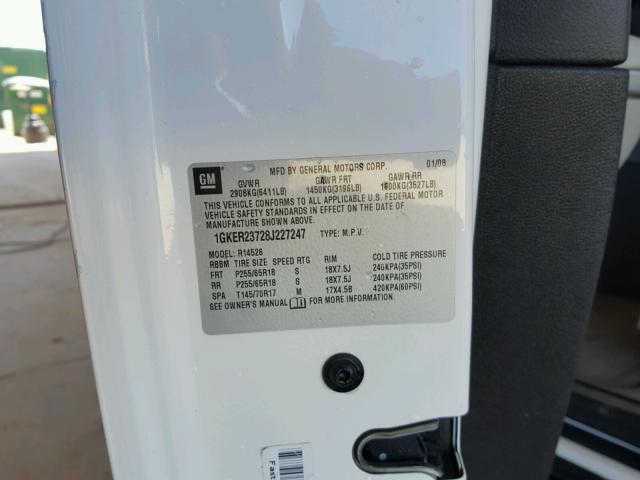 MFD BY GENERAL MOTORS CORP. 01/08
GM GVWR GAWR FRT GAWR RR
2908KG(6411LB) 1450KG(3196LB) 1600KG(3527LB)
THIS VEHICLE CONFORMS TO ALL APPLICABLE U.S. FEDERAL MOTOR
VEHICLE SAFETY STANDARDS IN EFFECT ON THE DATE OF
MANUFACTURE SHOWN ABOVE.
1GKER23728J227247 TYPE: M.P.V.
MODEL: R14526
RBBM TIRE SIZE SPEED RTG RIM COLD TIRE PRESSURE
FRT P255/65R18 S 18X7.5J 240KPA(35PSI)
RR P255/65R18 S 18X7.5J 240KPA(35PSI)
SPA T145/70R17 M 17X4.5B 420KPA(60PSI)
SEE OWNER'S MANUAL FOR MORE INFORMATION.
Fast